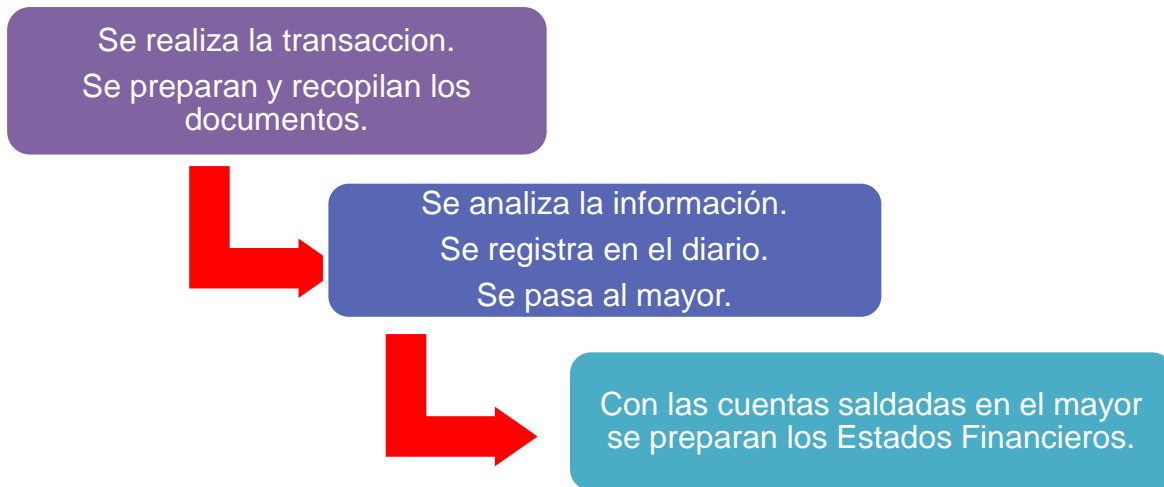 Se realiza la transaccion.
Se preparan y recopilan los
documentos.
Se analiza la información.
Se registra en el diario.
Se pasa al mayor.
Con las cuentas saldadas en el mayor
se preparan los Estados Financieros.